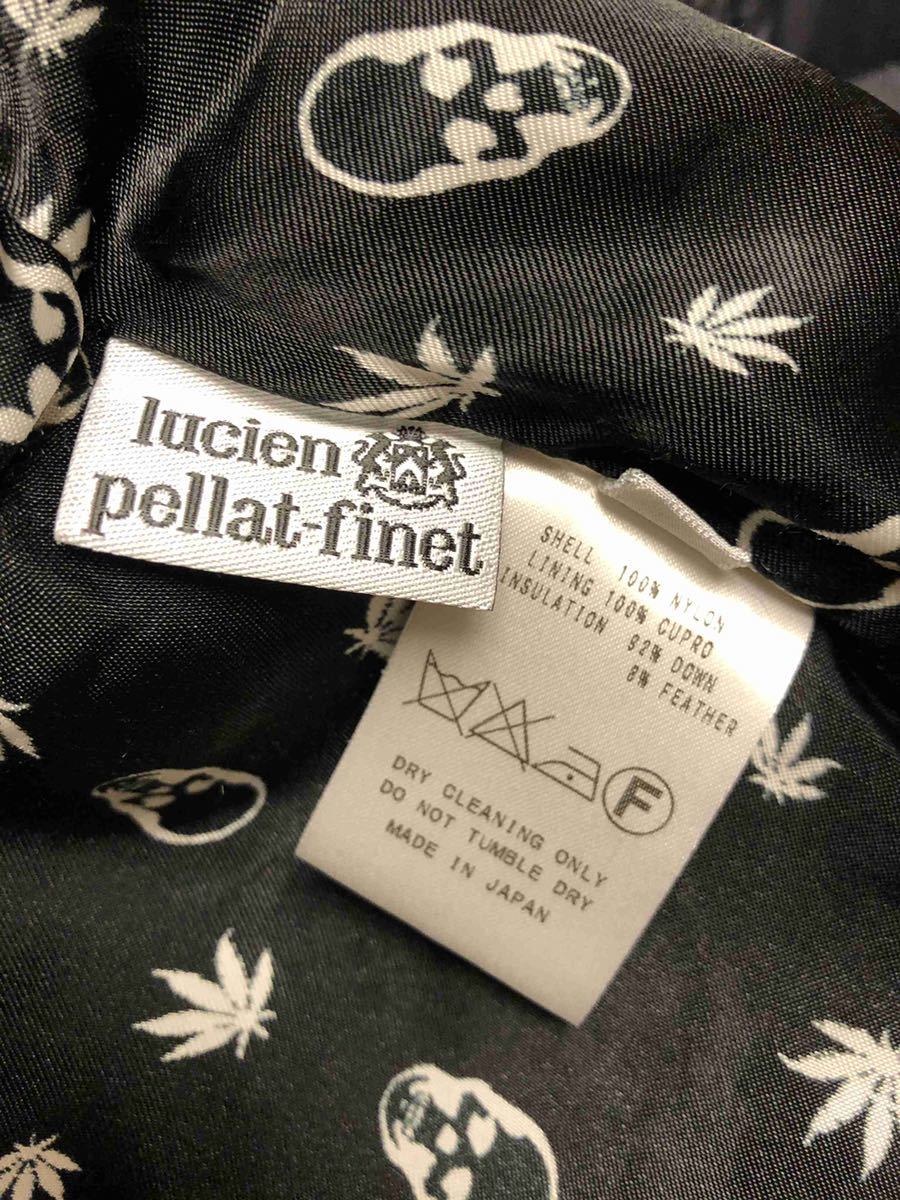 lucien
pellat-finet
SHELL 100% NYLON
LINING 100% CUPRO
INSULATION 92% DOWN
8% FEATHER
F
DRY CLEANING ONLY
DO NOT TUMBLE DRY
MADE IN JAPAN